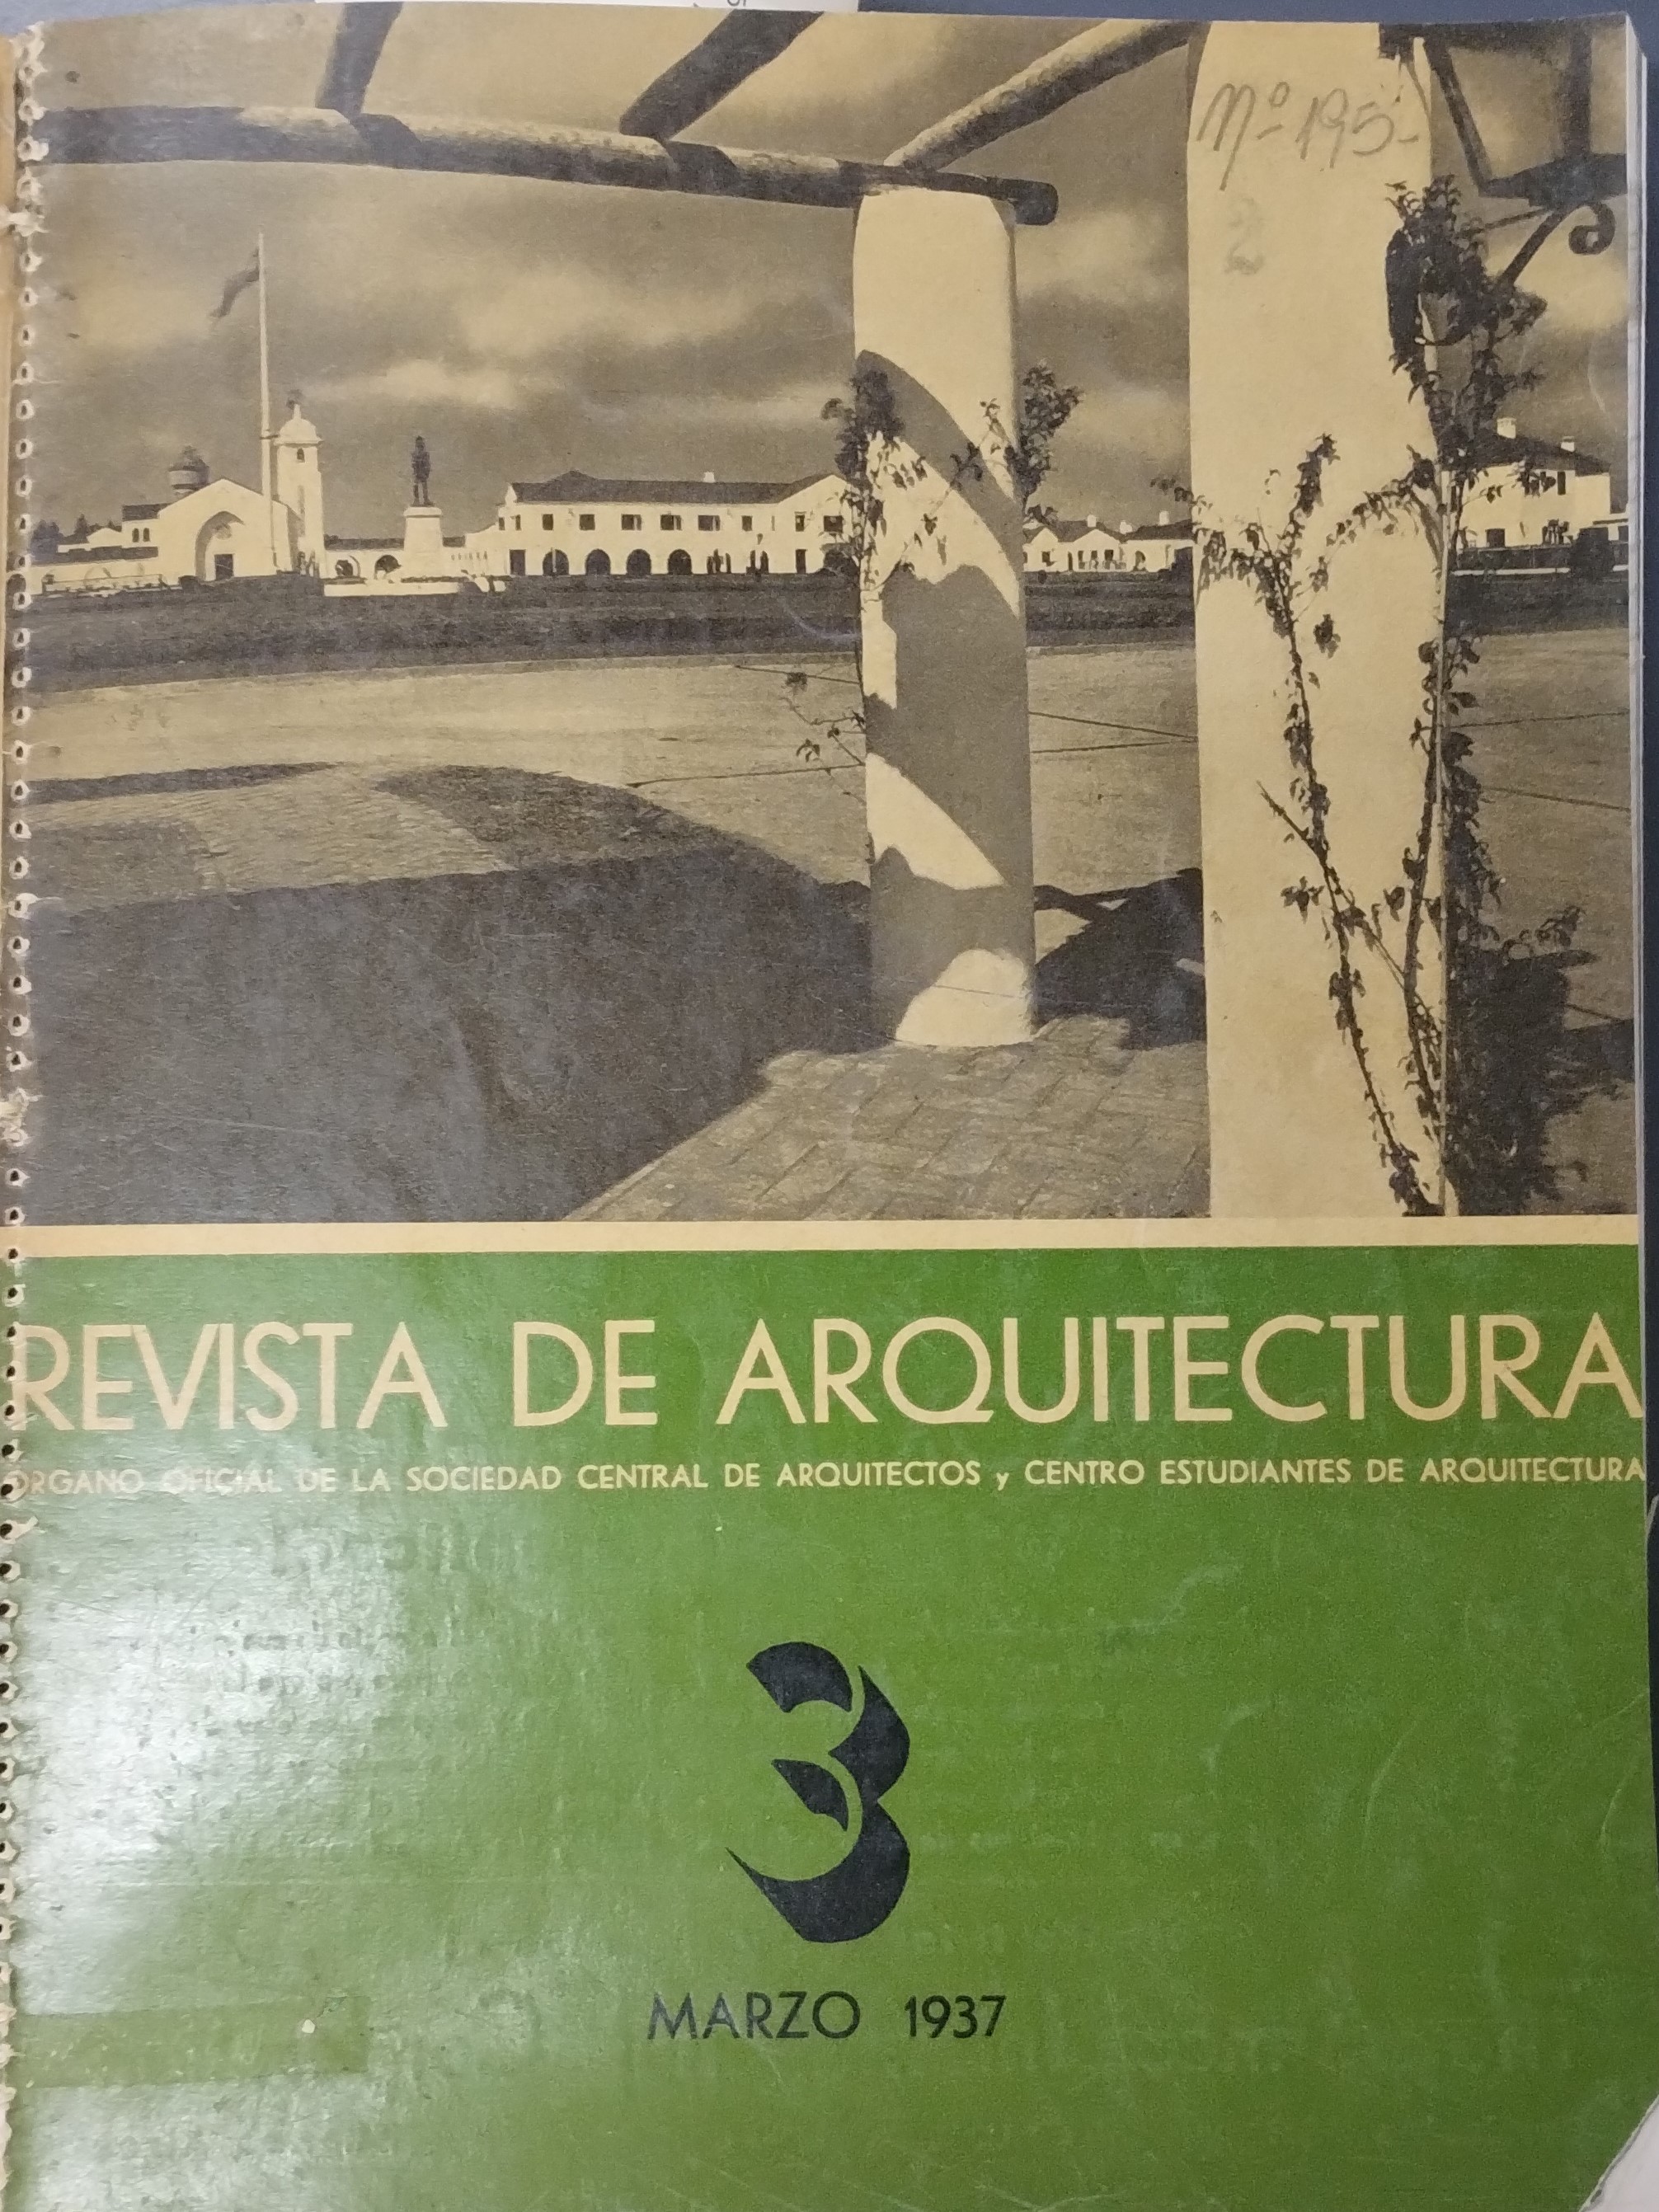 Nº 195-
2
REVISTA DE ARQUITECTURA
ORGANO OFICIAL DE LA SOCIEDAD CENTRAL DE ARQUITECTOS y CENTRO ESTUDIANTES DE ARQUITECTURA
3
MARZO 1937